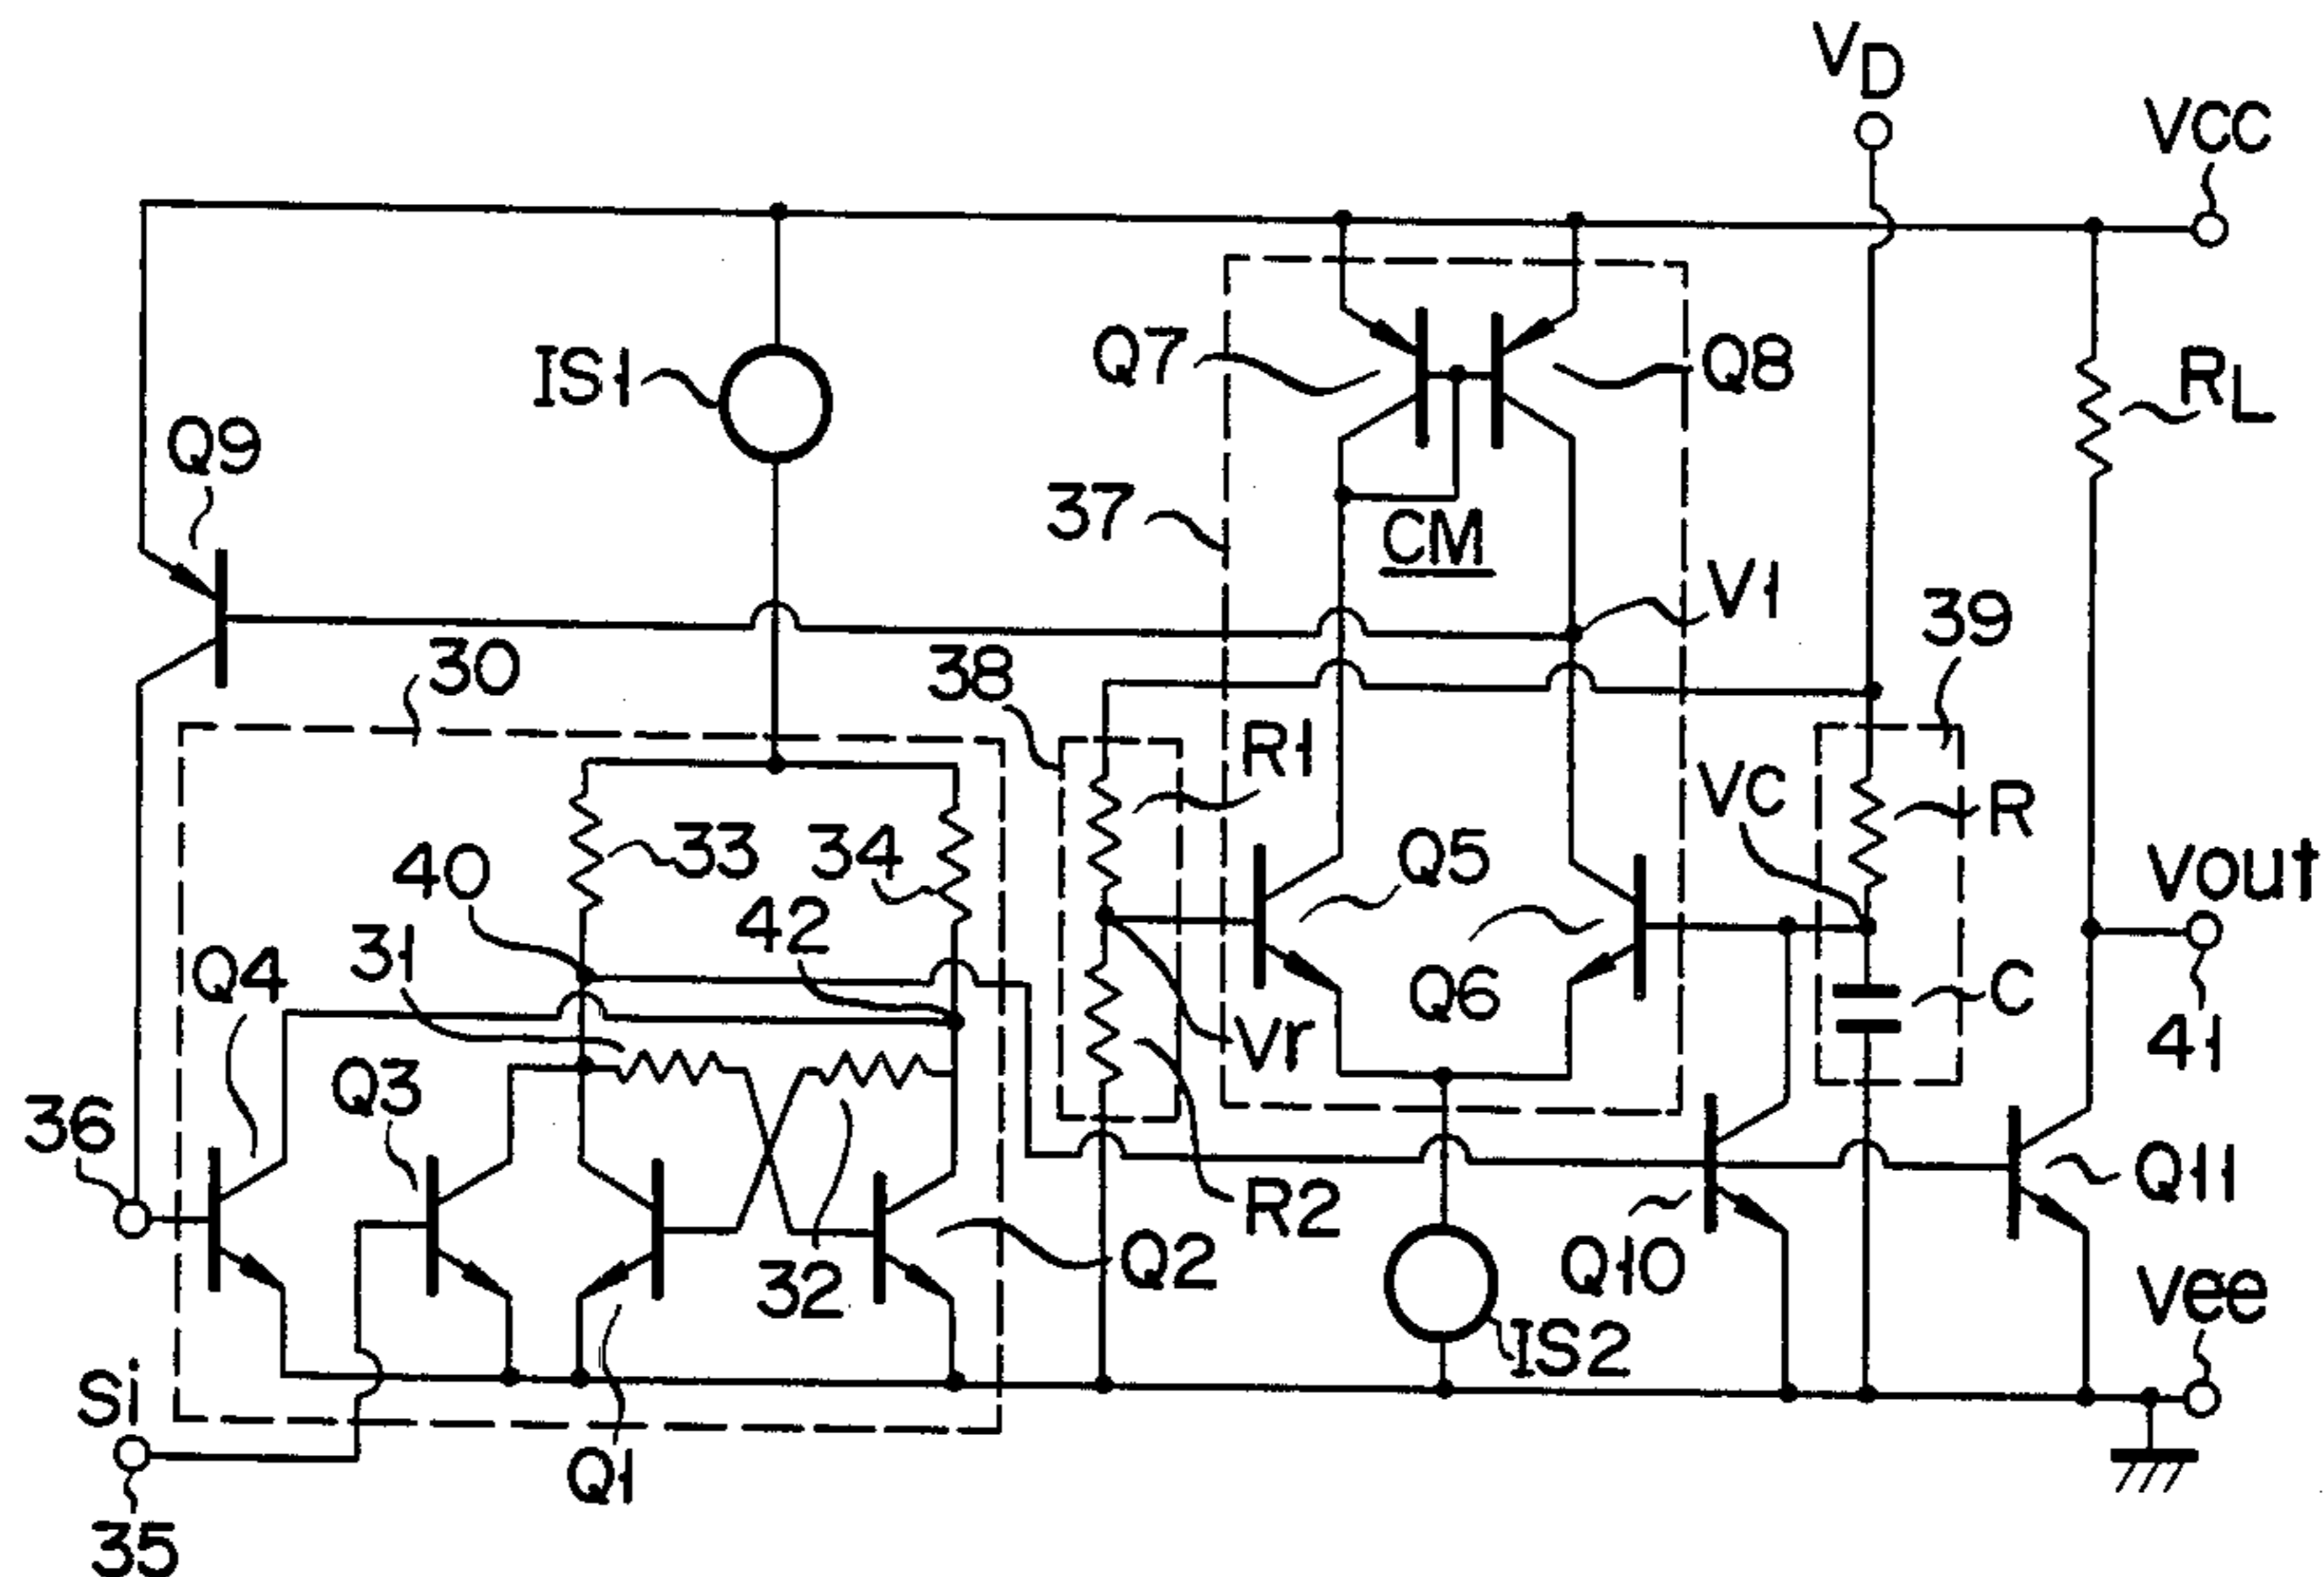 VD
VCC
IS1
Q7
Q8
RL
Q9
37
CM
V1
39
30
38
R1
VC
R
40
33
34
Q5
Vout
31
42
Q4
Q6
C
Vr
41
Q3
36
R2
Q11
Q10
32
Q2
Vee
IS2
Si
Q1
35